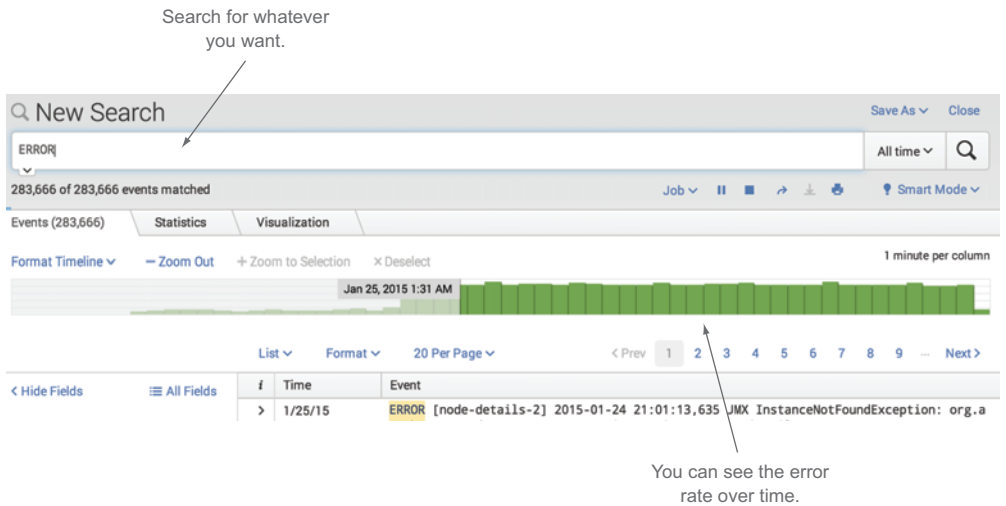 Search for whatever
you want.
New Search
Save As Close
ERROR
All time
283,666 of 283,666 events matched
Job Smart Mode
Events (283,666) Statistics Visualization
Format Timeline — Zoom Out + Zoom to Selection × Deselect
1 minute per column
Jan 25, 2015 1:31 AM
List Format 20 Per Page < Prev 1 2 3 4 5 6 7 8 9 ... Next >
< Hide Fields All Fields i Time Event
> 1/25/15 ERROR [node-details-2] 2015-01-24 21:01:13,635 JMX InstanceNotFoundException: org.a
You can see the error
rate over time.